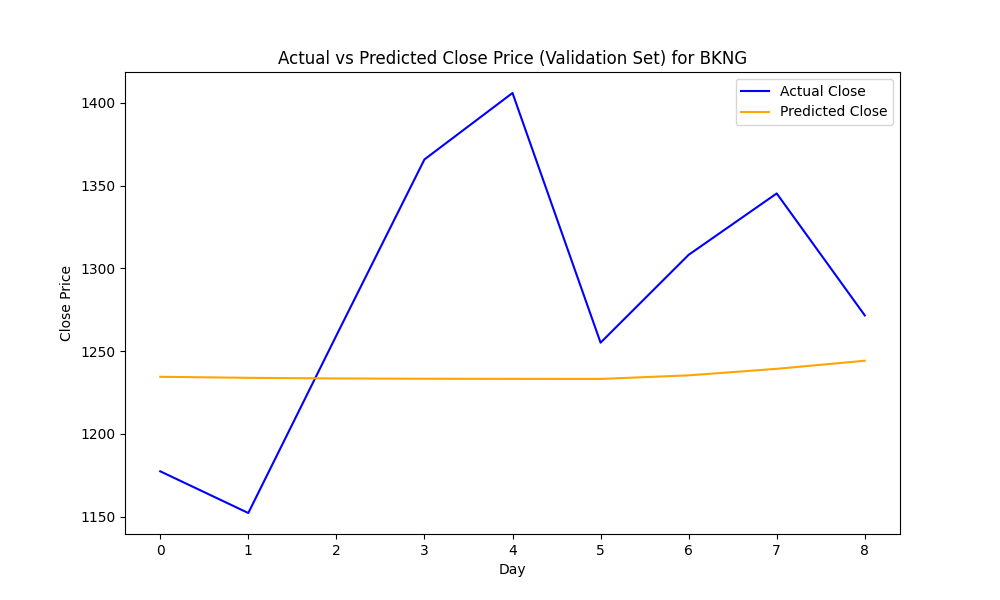 Actual vs Predicted Close Price (Validation Set) for BKNG
Actual Close
Predicted Close
Close Price
1400
1350
1300
1250
1200
1150
0 1 2 3 4 5 6 7 8
Day